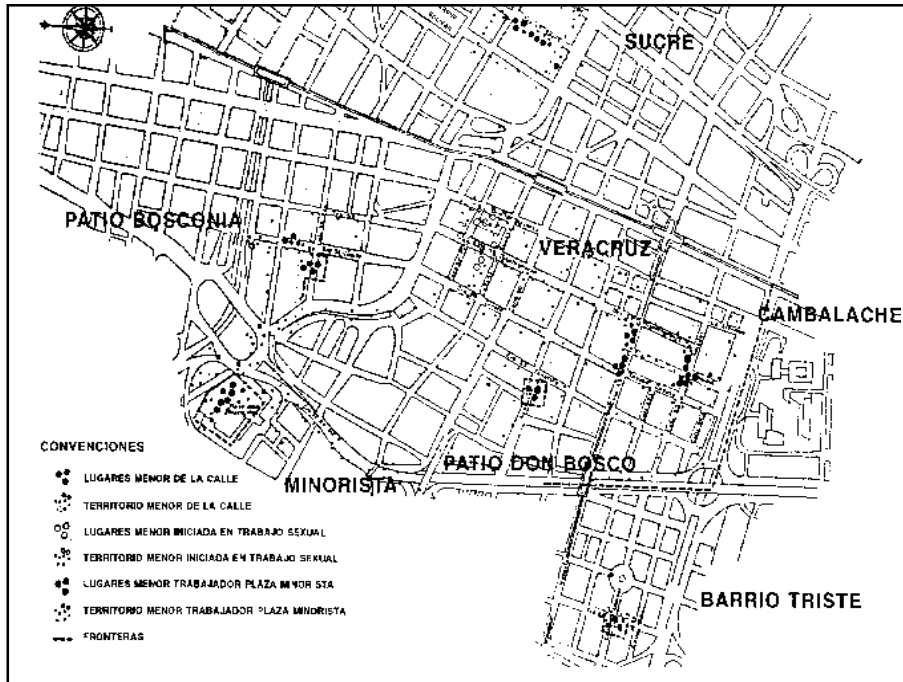 SUCRE
PATIO BOSCONIA
VERACRUZ
CAMBALACHE
PATIO DON BOSCO
MINORISTA
BARRIO TRISTE
CONVENCIONES
LUGARES MENOR DE LA CALLE
TERRITORIO MENOR DE LA CALLE
LUGARES MENOR INICIADA EN TRABAJO SEXUAL
TERRITORIO MENOR INICIADA EN TRABAJO SEXUAL
LUGARES MENOR TRABAJADOR PLAZA MINORISTA
TERRITORIO MENOR TRABAJADOR PLAZA MINORISTA
FRONTERAS